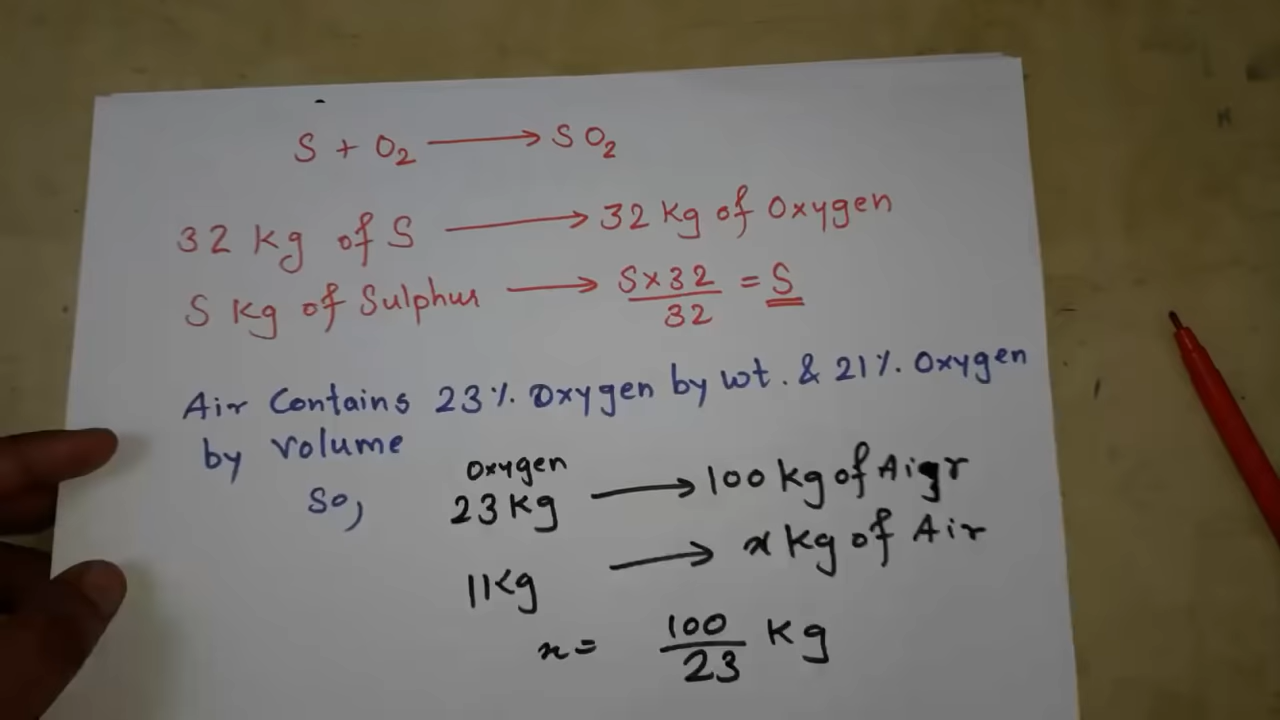 S + O₂ → SO₂
32 Kg of S → 32 Kg of Oxygen
S Kg of Sulphur → S×32/32 = S
Air Contains 23% Oxygen by wt. & 21% Oxygen
by volume
So, Oxygen
23 Kg → 100 Kg of Air
1 Kg → x Kg of Air
x = 100/23 Kg